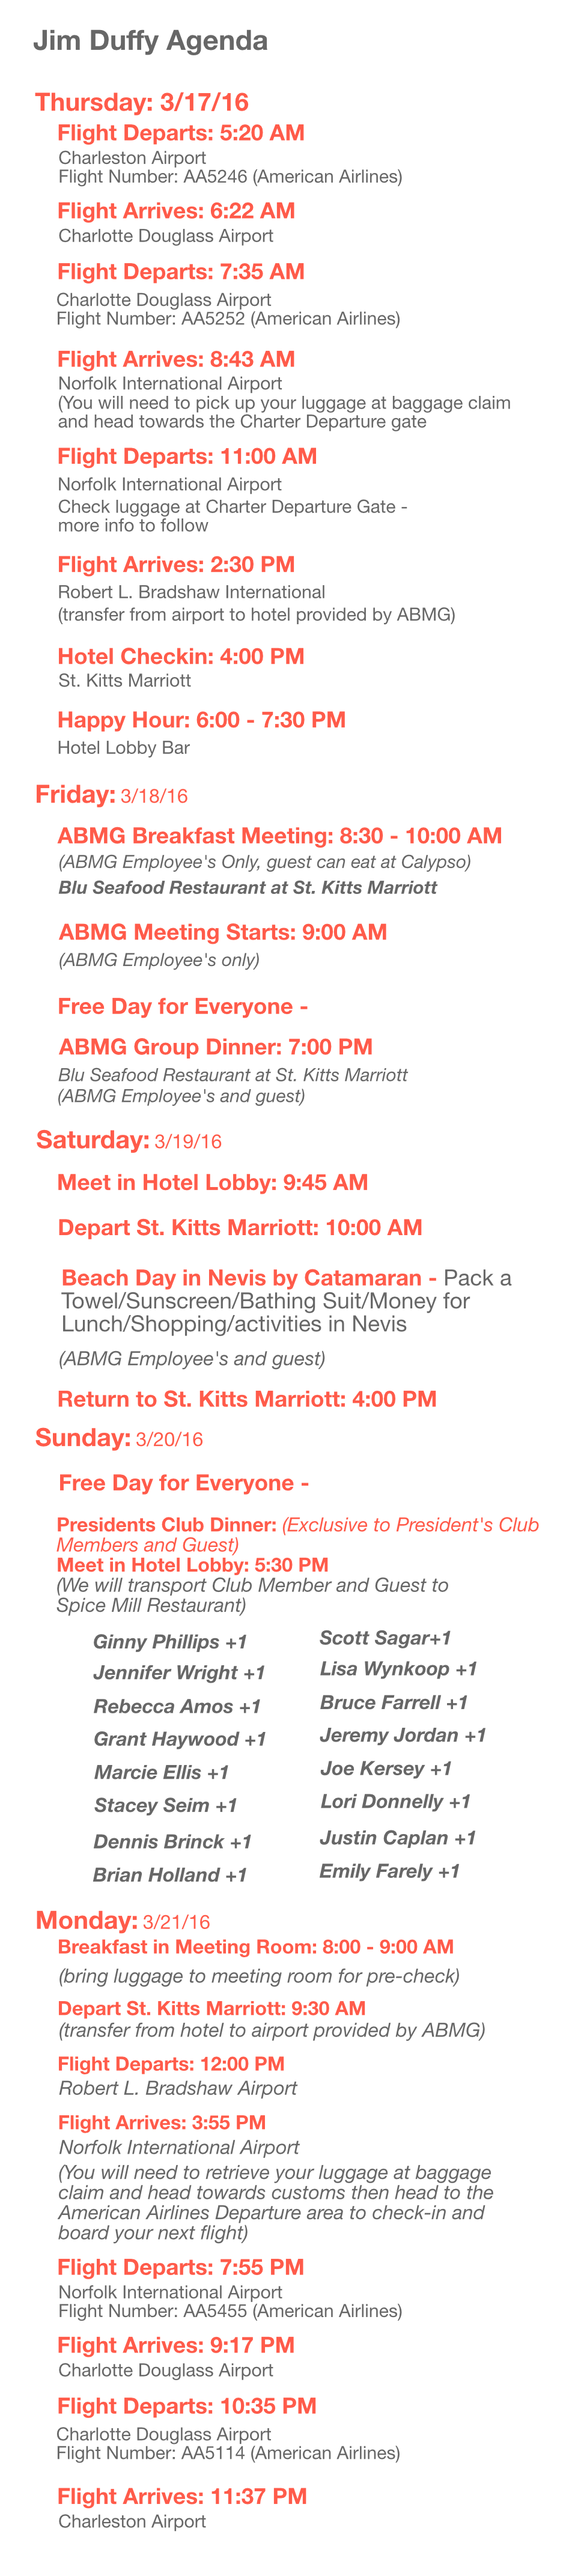 Jim Duffy Agenda
Thursday: 3/17/16
Flight Departs: 5:20 AM
Charleston Airport
Flight Number: AA5246 (American Airlines)
Flight Arrives: 6:22 AM
Charlotte Douglass Airport
Flight Departs: 7:35 AM
Charlotte Douglass Airport
Flight Number: AA5252 (American Airlines)
Flight Arrives: 8:43 AM
Norfolk International Airport
(You will need to pick up your luggage at baggage claim
and head towards the Charter Departure gate
Flight Departs: 11:00 AM
Norfolk International Airport
Check luggage at Charter Departure Gate -
more info to follow
Flight Arrives: 2:30 PM
Robert L. Bradshaw International
(transfer from airport to hotel provided by ABMG)
Hotel Checkin: 4:00 PM
St. Kitts Marriott
Happy Hour: 6:00 - 7:30 PM
Hotel Lobby Bar
Friday: 3/18/16
ABMG Breakfast Meeting: 8:30 - 10:00 AM
(ABMG Employee's Only, guest can eat at Calypso)
Blu Seafood Restaurant at St. Kitts Marriott
ABMG Meeting Starts: 9:00 AM
(ABMG Employee's only)
Free Day for Everyone -
ABMG Group Dinner: 7:00 PM
Blu Seafood Restaurant at St. Kitts Marriott
(ABMG Employee's and guest)
Saturday: 3/19/16
Meet in Hotel Lobby: 9:45 AM
Depart St. Kitts Marriott: 10:00 AM
Beach Day in Nevis by Catamaran - Pack a
Towel/Sunscreen/Bathing Suit/Money for
Lunch/Shopping/activities in Nevis
(ABMG Employee's and guest)
Return to St. Kitts Marriott: 4:00 PM
Sunday: 3/20/16
Free Day for Everyone -
Presidents Club Dinner: (Exclusive to President's Club
Members and Guest)
Meet in Hotel Lobby: 5:30 PM
(We will transport Club Member and Guest to
Spice Mill Restaurant)
Ginny Phillips +1
Jennifer Wright +1
Rebecca Amos +1
Grant Haywood +1
Marcie Ellis +1
Stacey Seim +1
Dennis Brinck +1
Brian Holland +1
Scott Sagar+1
Lisa Wynkoop +1
Bruce Farrell +1
Jeremy Jordan +1
Joe Kersey +1
Lori Donnelly +1
Justin Caplan +1
Emily Farely +1
Monday: 3/21/16
Breakfast in Meeting Room: 8:00 - 9:00 AM
(bring luggage to meeting room for pre-check)
Depart St. Kitts Marriott: 9:30 AM
(transfer from hotel to airport provided by ABMG)
Flight Departs: 12:00 PM
Robert L. Bradshaw Airport
Flight Arrives: 3:55 PM
Norfolk International Airport
(You will need to retrieve your luggage at baggage
claim and head towards customs then head to the
American Airlines Departure area to check-in and
board your next flight)
Flight Departs: 7:55 PM
Norfolk International Airport
Flight Number: AA5455 (American Airlines)
Flight Arrives: 9:17 PM
Charlotte Douglass Airport
Flight Departs: 10:35 PM
Charlotte Douglass Airport
Flight Number: AA5114 (American Airlines)
Flight Arrives: 11:37 PM
Charleston Airport